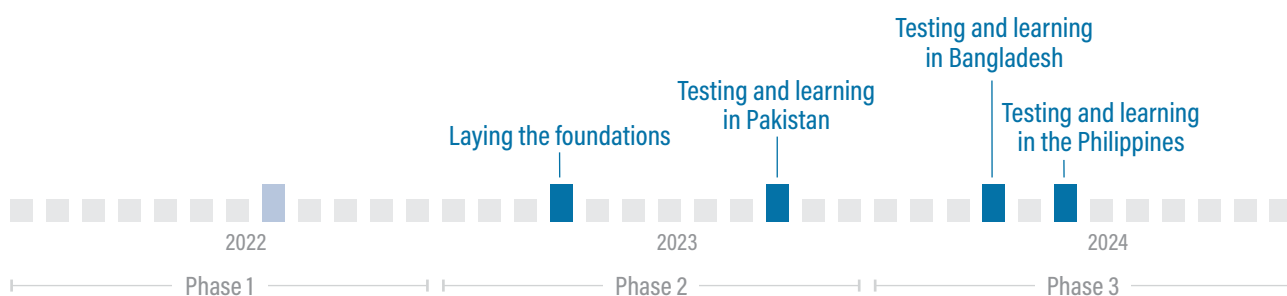 Testing and learning
in Bangladesh
Testing and learning
in Pakistan
Testing and learning
in the Philippines
Laying the foundations
2022
2023
2024
Phase 1
Phase 2
Phase 3